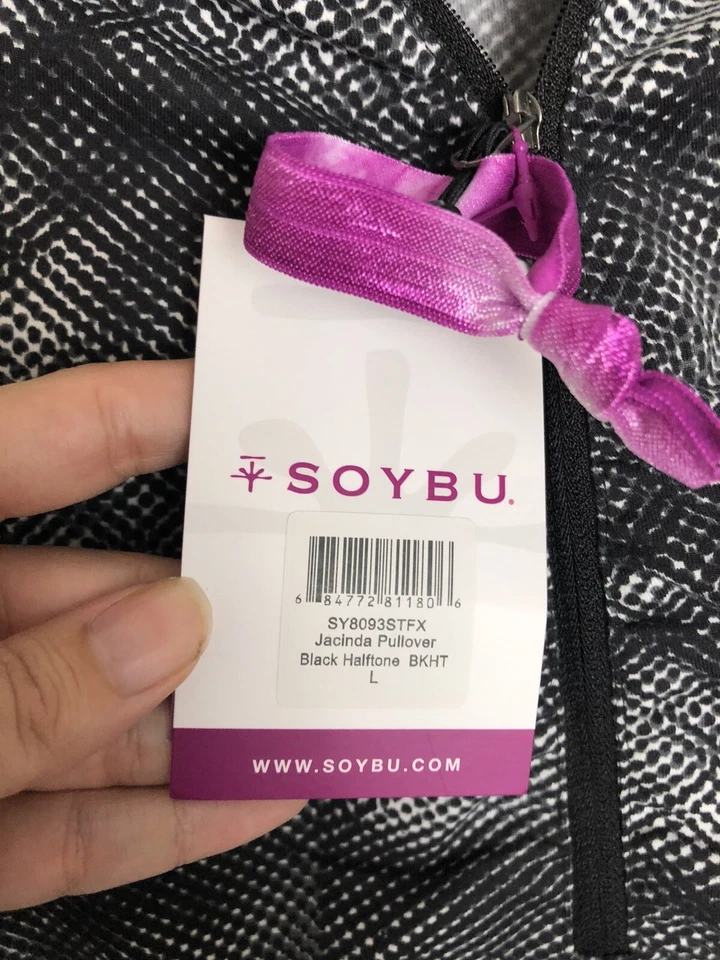 SOYBU.
6 84772 81180 6
SY8093STFX
Jacinda Pullover
Black Halftone BKHT
L
WWW.SOYBU.COM